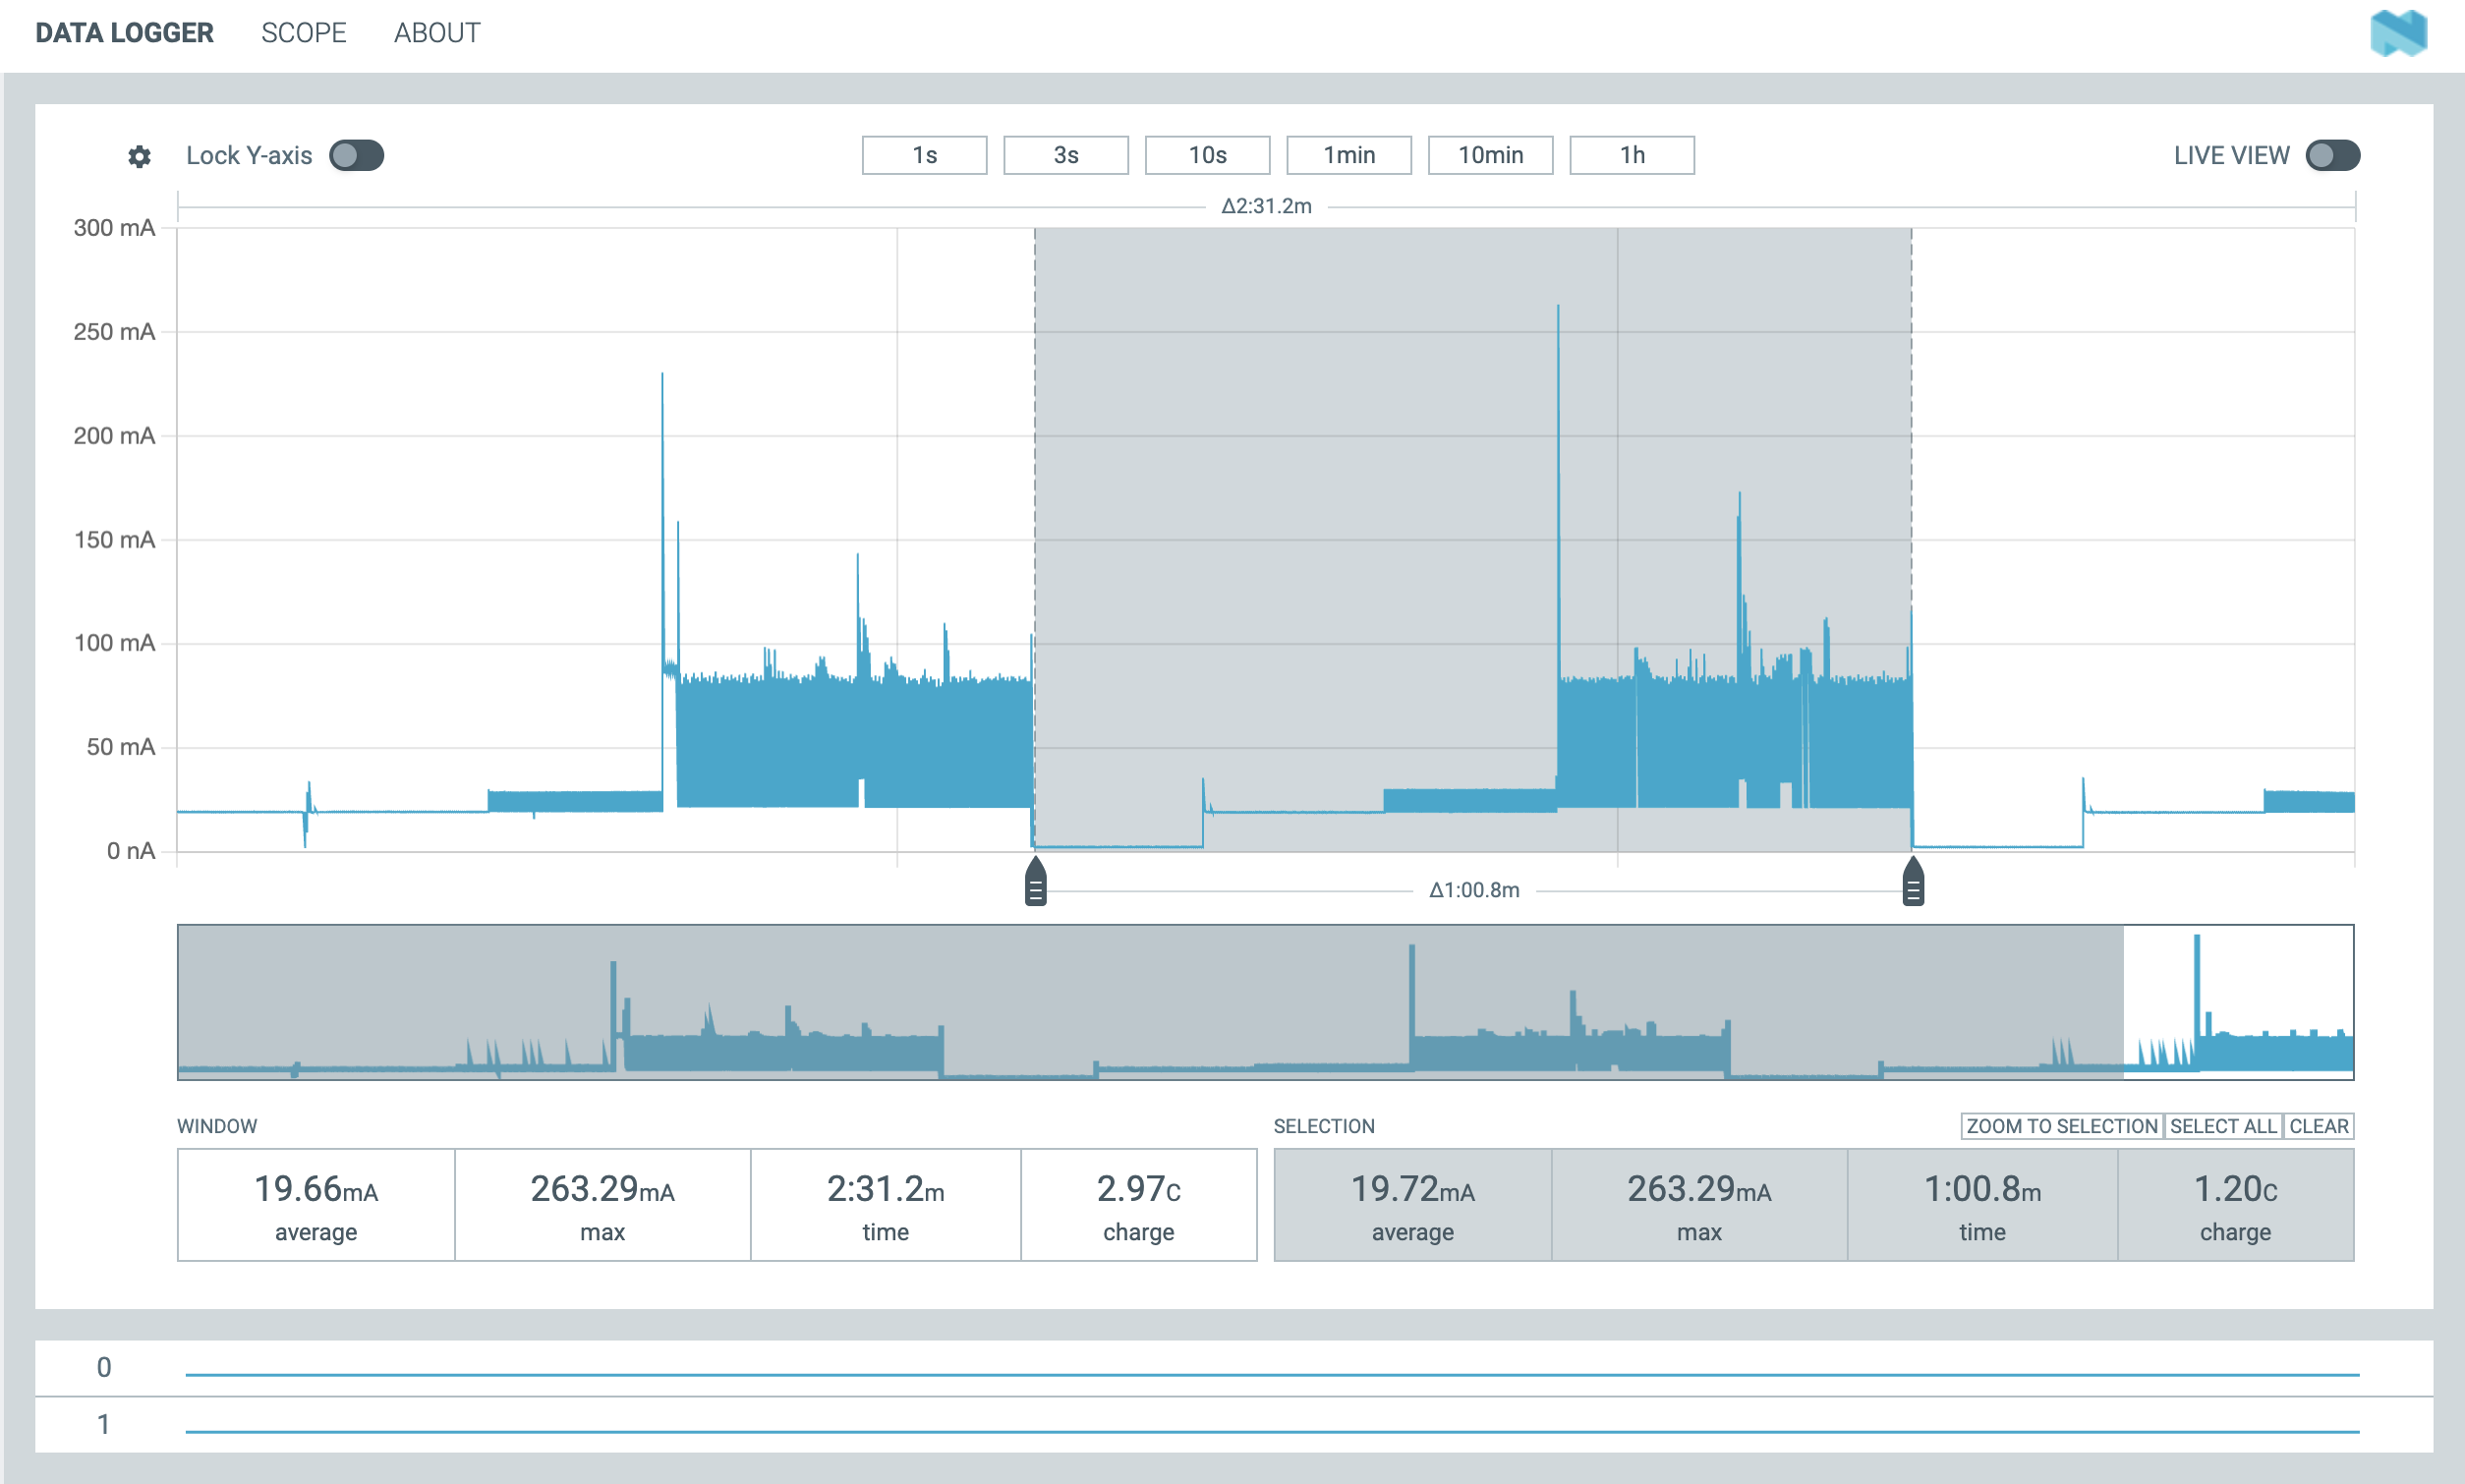 DATA LOGGER SCOPE ABOUT
Lock Y-axis 1s 3s 10s 1min 10min 1h LIVE VIEW
Δ2:31.2m
300 mA
250 mA
200 mA
150 mA
100 mA
50 mA
0 nA
Δ1:00.8m
WINDOW SELECTION ZOOM TO SELECTION SELECT ALL CLEAR
19.66mA 263.29mA 2:31.2m 2.97C 19.72mA 263.29mA 1:00.8m 1.20C
average max time charge average max time charge
0
1